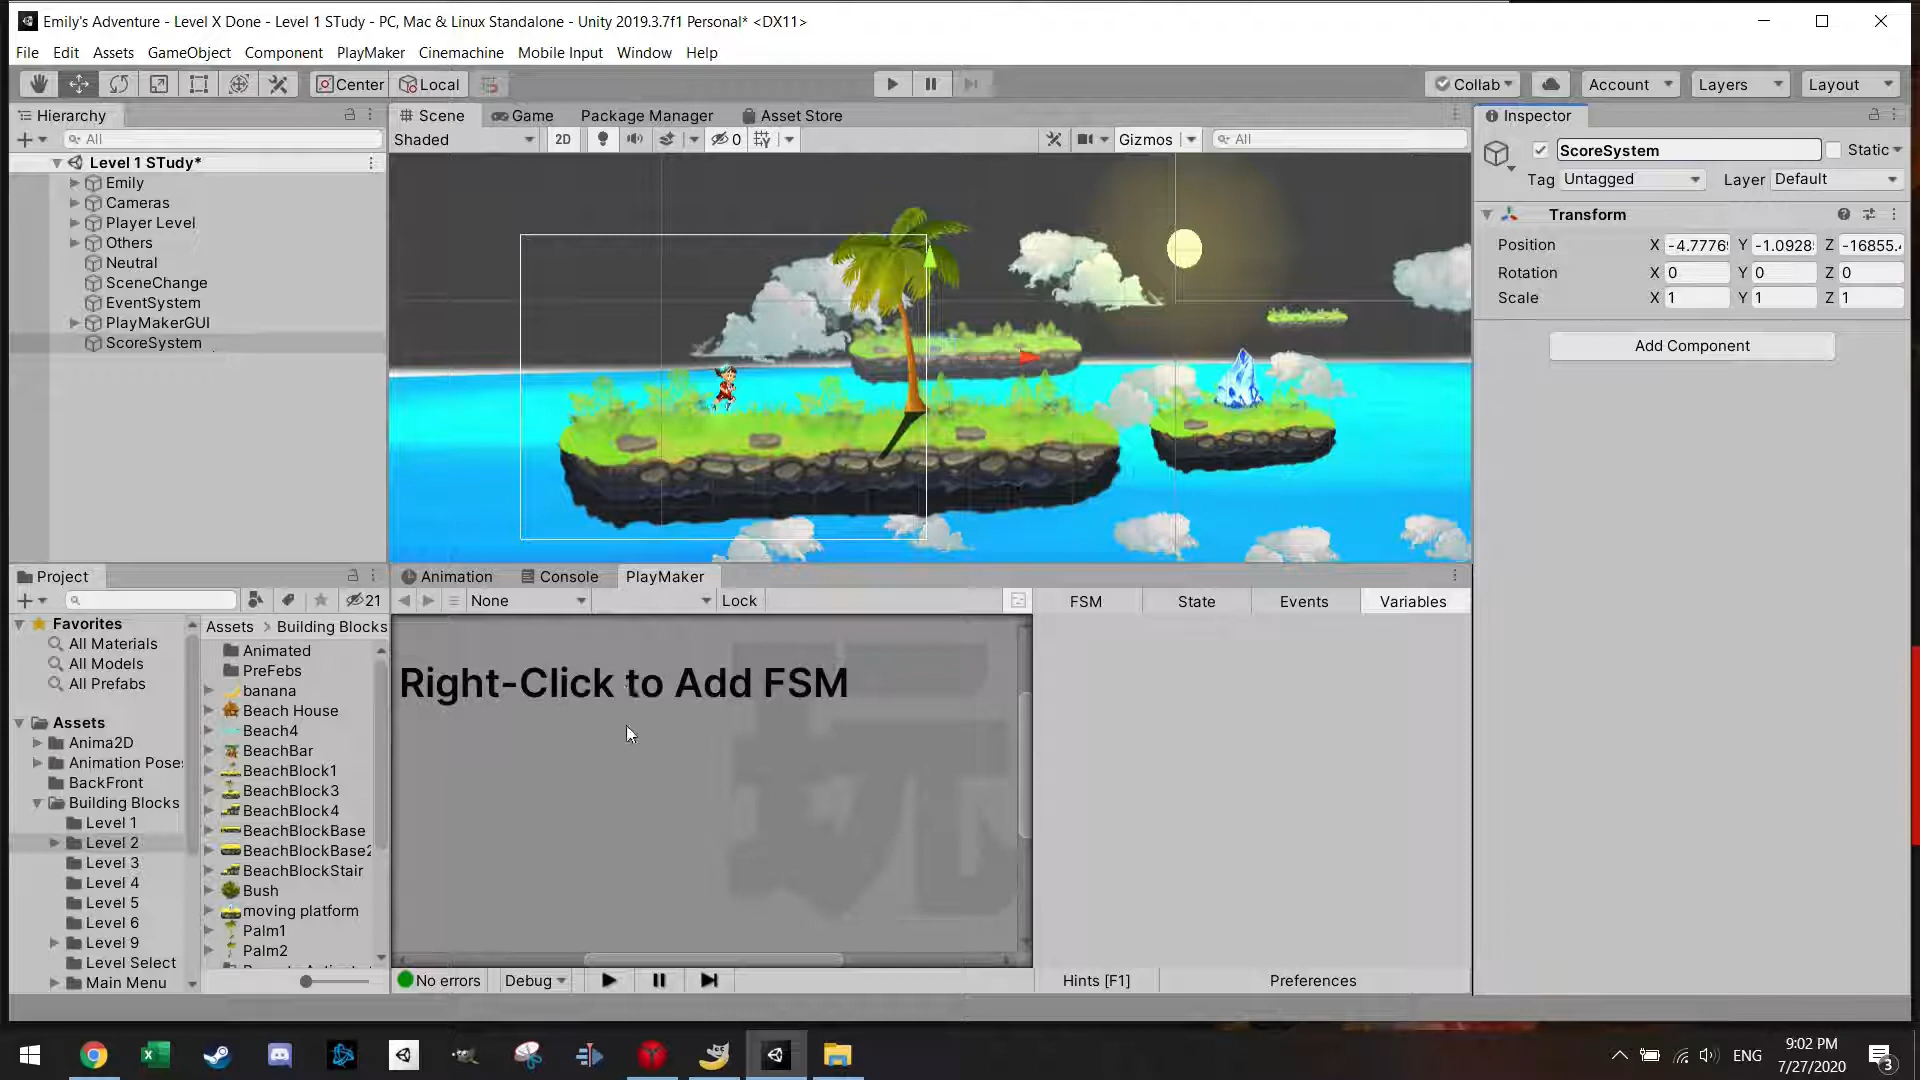 Emily's Adventure - Level X Done - Level 1 STudy - PC, Mac & Linux Standalone - Unity 2019.3.7f1 Personal* <DX11>
File Edit Assets GameObject Component PlayMaker Cinemachine Mobile Input Window Help
Center Local Collab Account Layers Layout
Hierarchy
All
Level 1 STudy*
Emily
Cameras
Player Level
Others
Neutral
SceneChange
EventSystem
PlayMakerGUI
ScoreSystem
Scene Game Package Manager Asset Store
Shaded 2D 0 Gizmos All
Inspector
ScoreSystem Static
Tag Untagged Layer Default
Transform
Position X -4.7776 Y -1.0928 Z -16855.
Rotation X 0 Y 0 Z 0
Scale X 1 Y 1 Z 1
Add Component
Project
21
Favorites
All Materials
All Models
All Prefabs
Assets
Anima2D
Animation Pose
BackFront
Building Blocks
Level 1
Level 2
Level 3
Level 4
Level 5
Level 6
Level 9
Level Select
Main Menu
Assets > Building Blocks
Animated
PreFebs
banana
Beach House
Beach4
BeachBar
BeachBlock1
BeachBlock3
BeachBlock4
BeachBlockBase
BeachBlockBase2
BeachBlockStair
Bush
moving platform
Palm1
Palm2
Animation Console PlayMaker
None Lock
FSM State Events Variables
Right-Click to Add FSM
No errors Debug
Hints [F1] Preferences
ENG
9:02 PM
7/27/2020
3